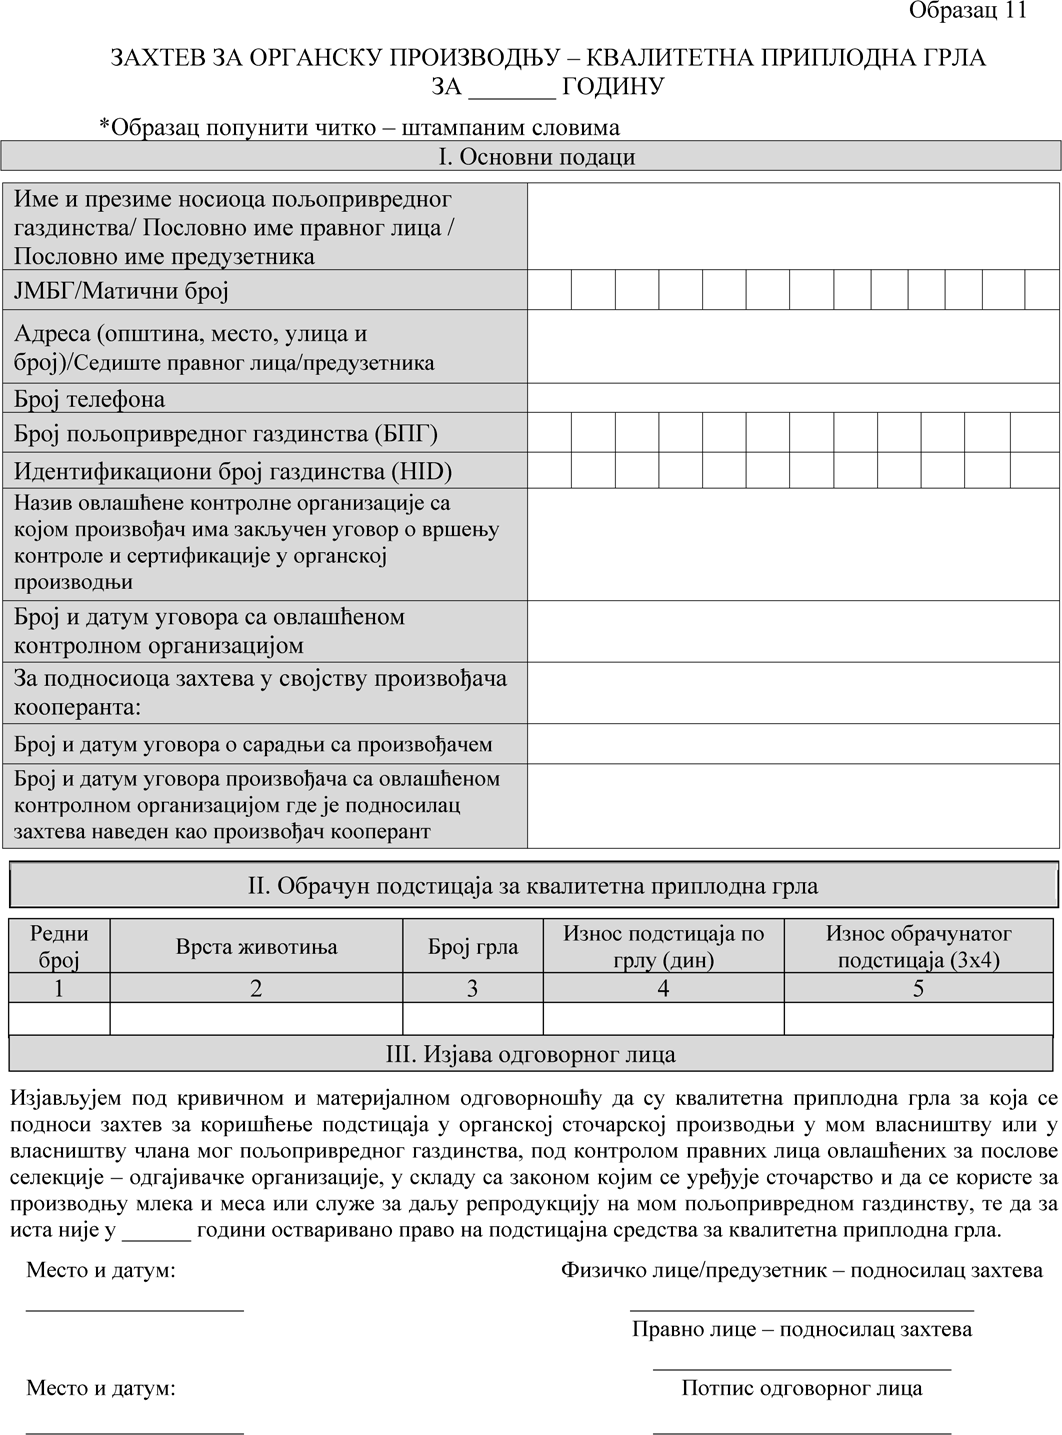 Образац 11
ЗАХТЕВ ЗА ОРГАНСКУ ПРОИЗВОДЊУ – КВАЛИТЕТНА ПРИПЛОДНА ГРЛА
ЗА _______ ГОДИНУ
*Образац попунити читко – штампаним словима
I. Основни подаци
Име и презиме носиоца пољопривредног
газдинства/ Пословно име правног лица /
Пословно име предузетника
ЈМБГ/Матични број
Адреса (општина, место, улица и
број)/Седиште правног лица/предузетника
Број телефона
Број пољопривредног газдинства (БПГ)
Идентификациони број газдинства (HID)
Назив овлашћене контролне организације са
којом произвођач има закључен уговор о вршењу
контроле и сертификације у органској
производњи
Број и датум уговора са овлашћеном
контролном организацијом
За подносиоца захтева у својству произвођача
кооперанта:
Број и датум уговора о сарадњи са произвођачем
Број и датум уговора произвођача са овлашћеном
контролном организацијом где је подносилац
захтева наведен као произвођач кооперант
II. Обрачун подстицаја за квалитетна приплодна грла
Редни
број
Врста животиња
Број грла
Износ подстицаја по
грлу (дин)
Износ обрачунатог
подстицаја (3x4)
1 2 3 4 5
III. Изјава одговорног лица
Изјављујем под кривичном и материјалном одговорношћу да су квалитетна приплодна грла за која се
подноси захтев за коришћење подстицаја у органској сточарској производњи у мом власништву или у
власништву члана мог пољопривредног газдинства, под контролом правних лица овлашћених за послове
селекције – одгајивачке организације, у складу са законом којим се уређује сточарство и да се користе за
производњу млека и меса или служе за даљу репродукцију на мом пољопривредном газдинству, те да за
иста није у ______ години остваривано право на подстицајна средства за квалитетна приплодна грла.
Место и датум: Физичко лице/предузетник – подносилац захтева
Правно лице – подносилац захтева
Место и датум: Потпис одговорног лица